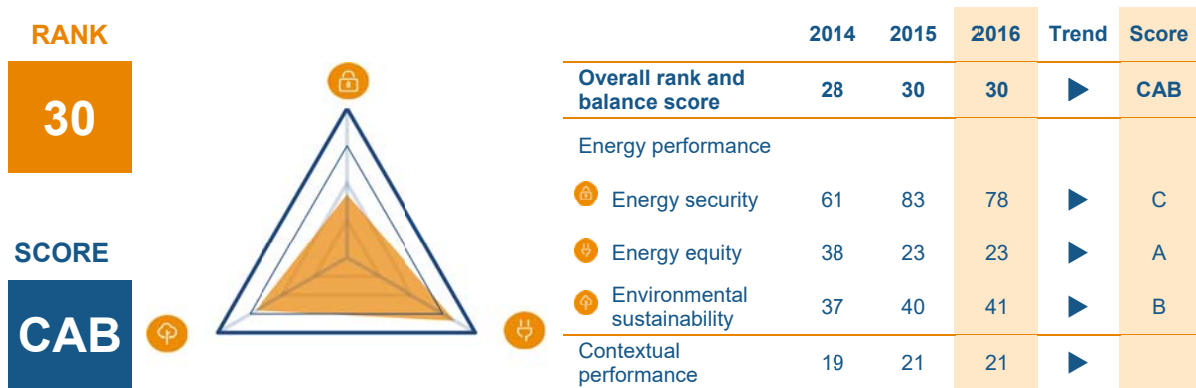 RANK
30
SCORE
CAB
2014 2015 2016 Trend Score
Overall rank and
balance score 28 30 30 ▶ CAB
Energy performance
Energy security 61 83 78 ▶ C
Energy equity 38 23 23 ▶ A
Environmental
sustainability 37 40 41 ▶ B
Contextual
performance 19 21 21 ▶